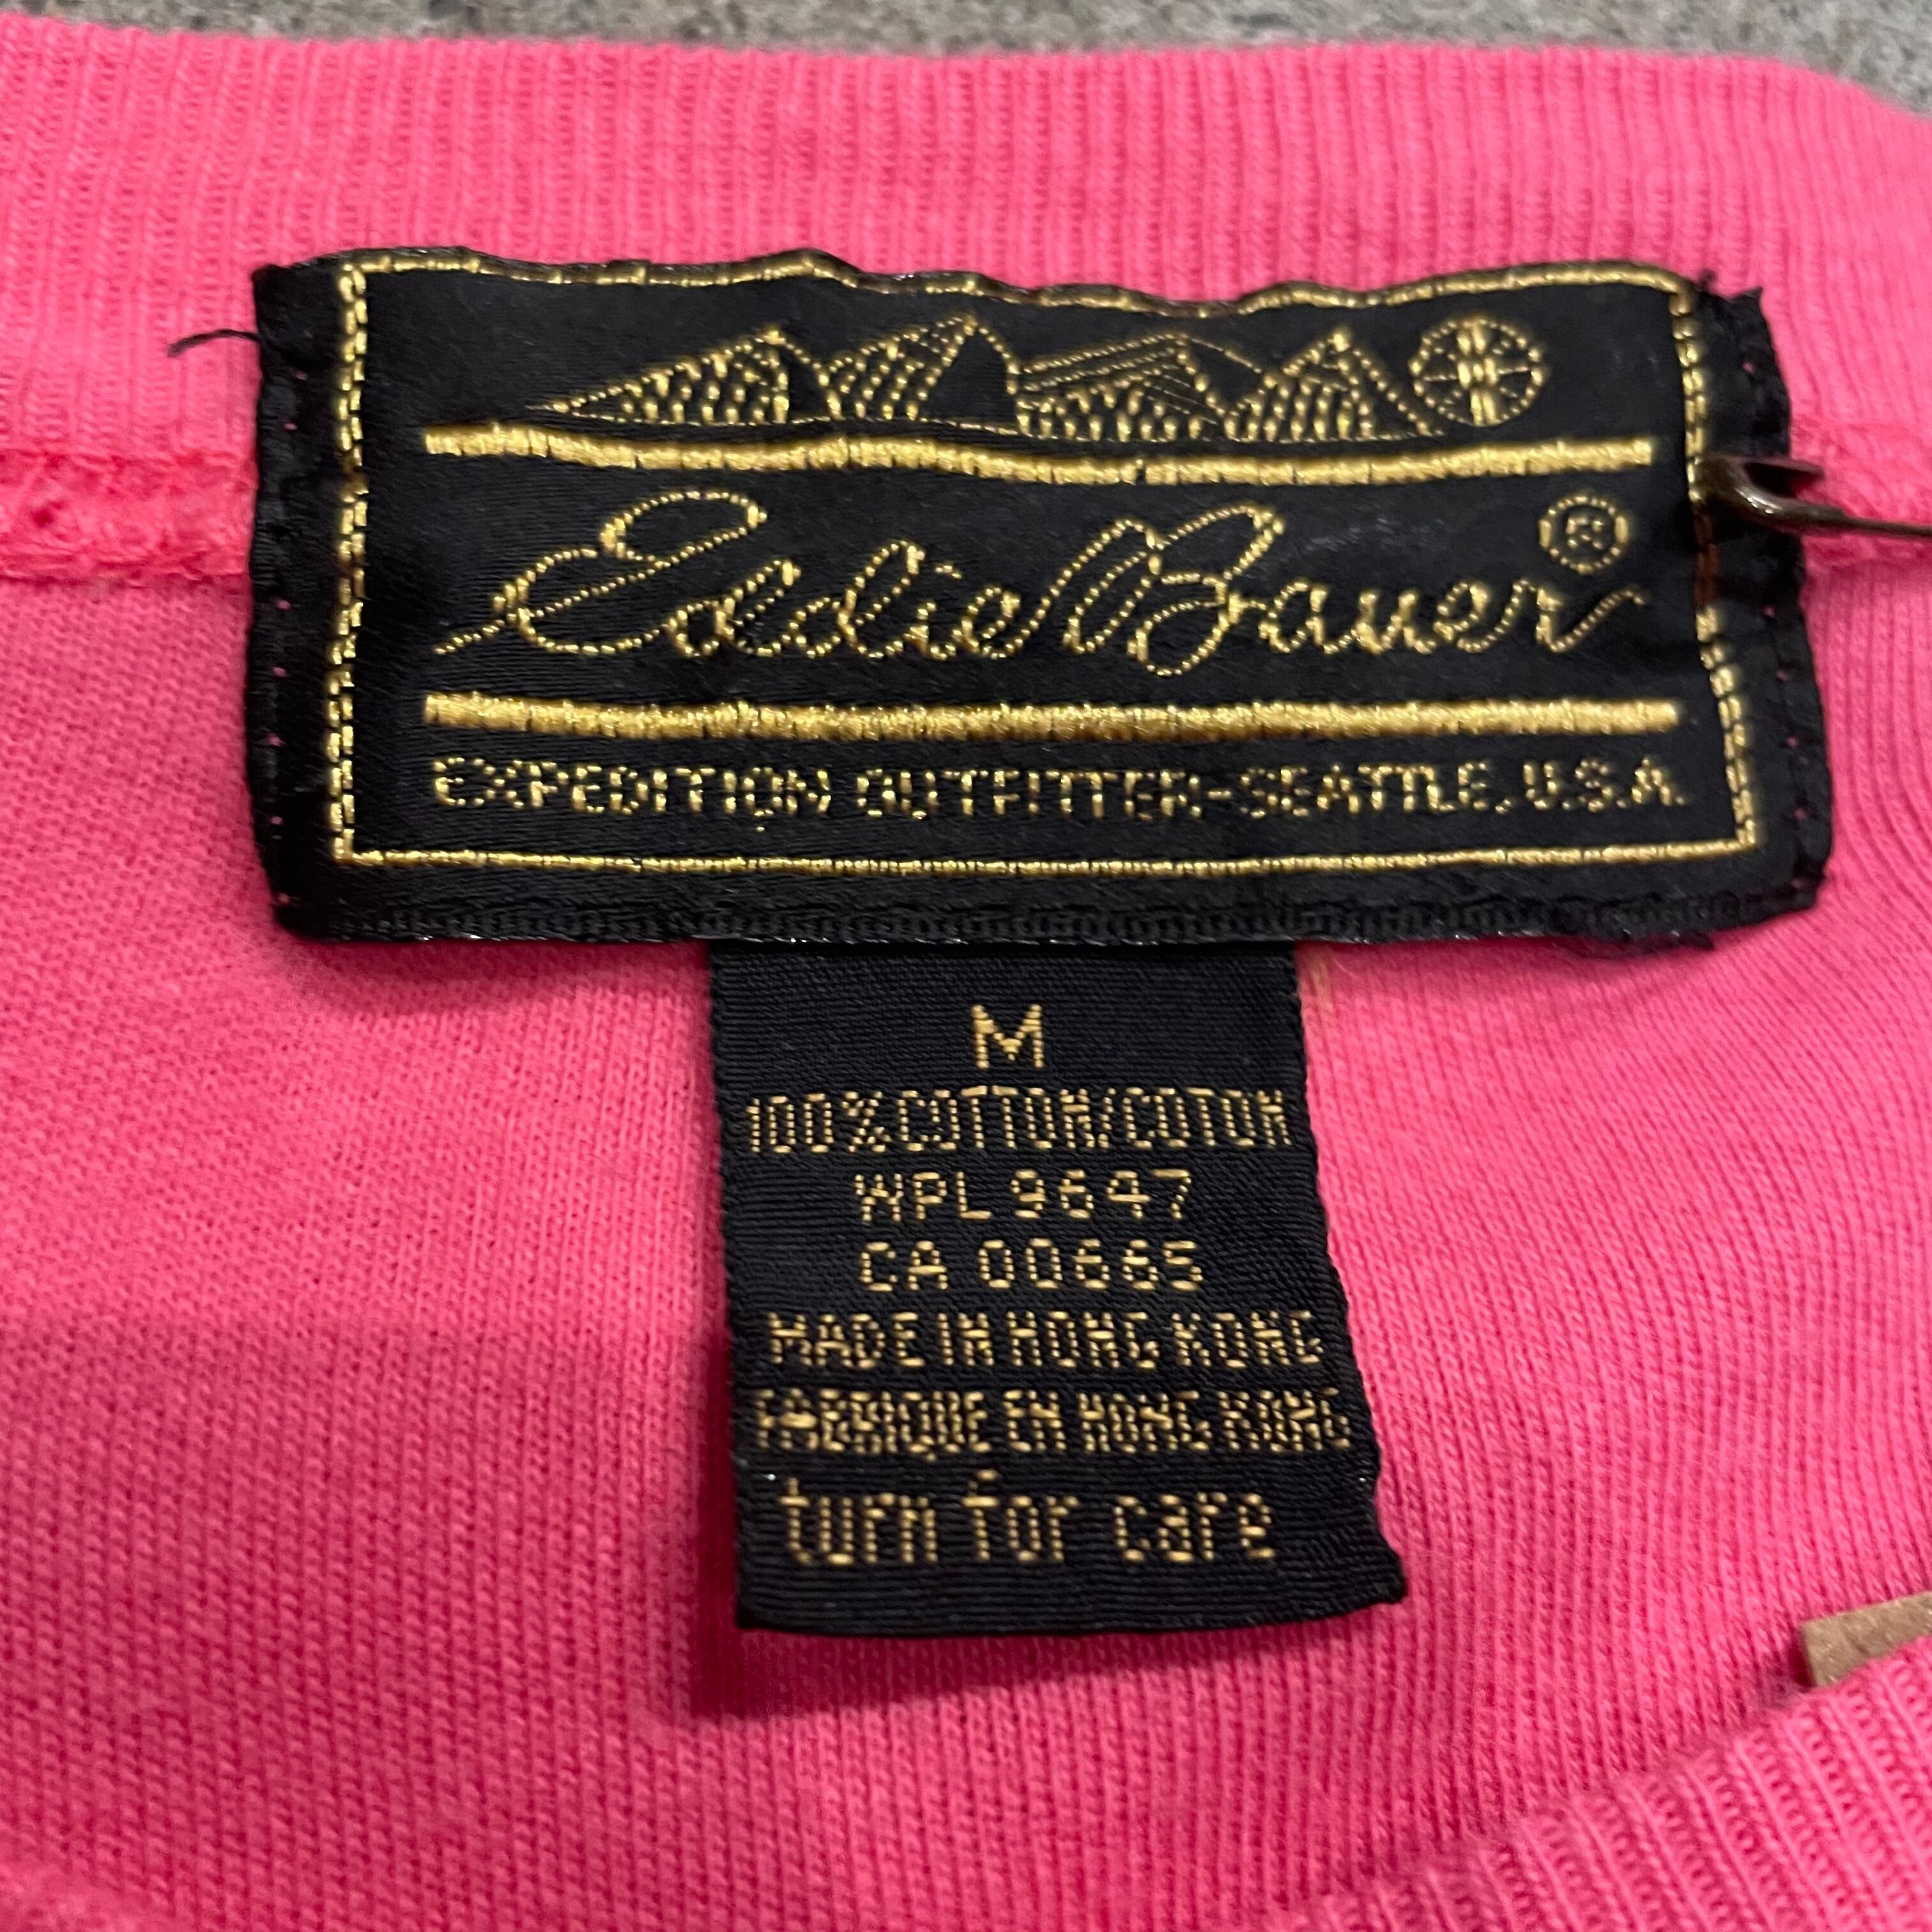 Eddie Bauer®
EXPEDITION OUTFITTER-SEATTLE, U.S.A.
M
100% COTTON/COTON
WPL 9647
CA 00665
MADE IN HONG KONG
FABRIQUE EN HONG KONG
turn for care